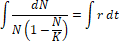 ∫ dN / (N (1 − N/K)) = ∫ r dt